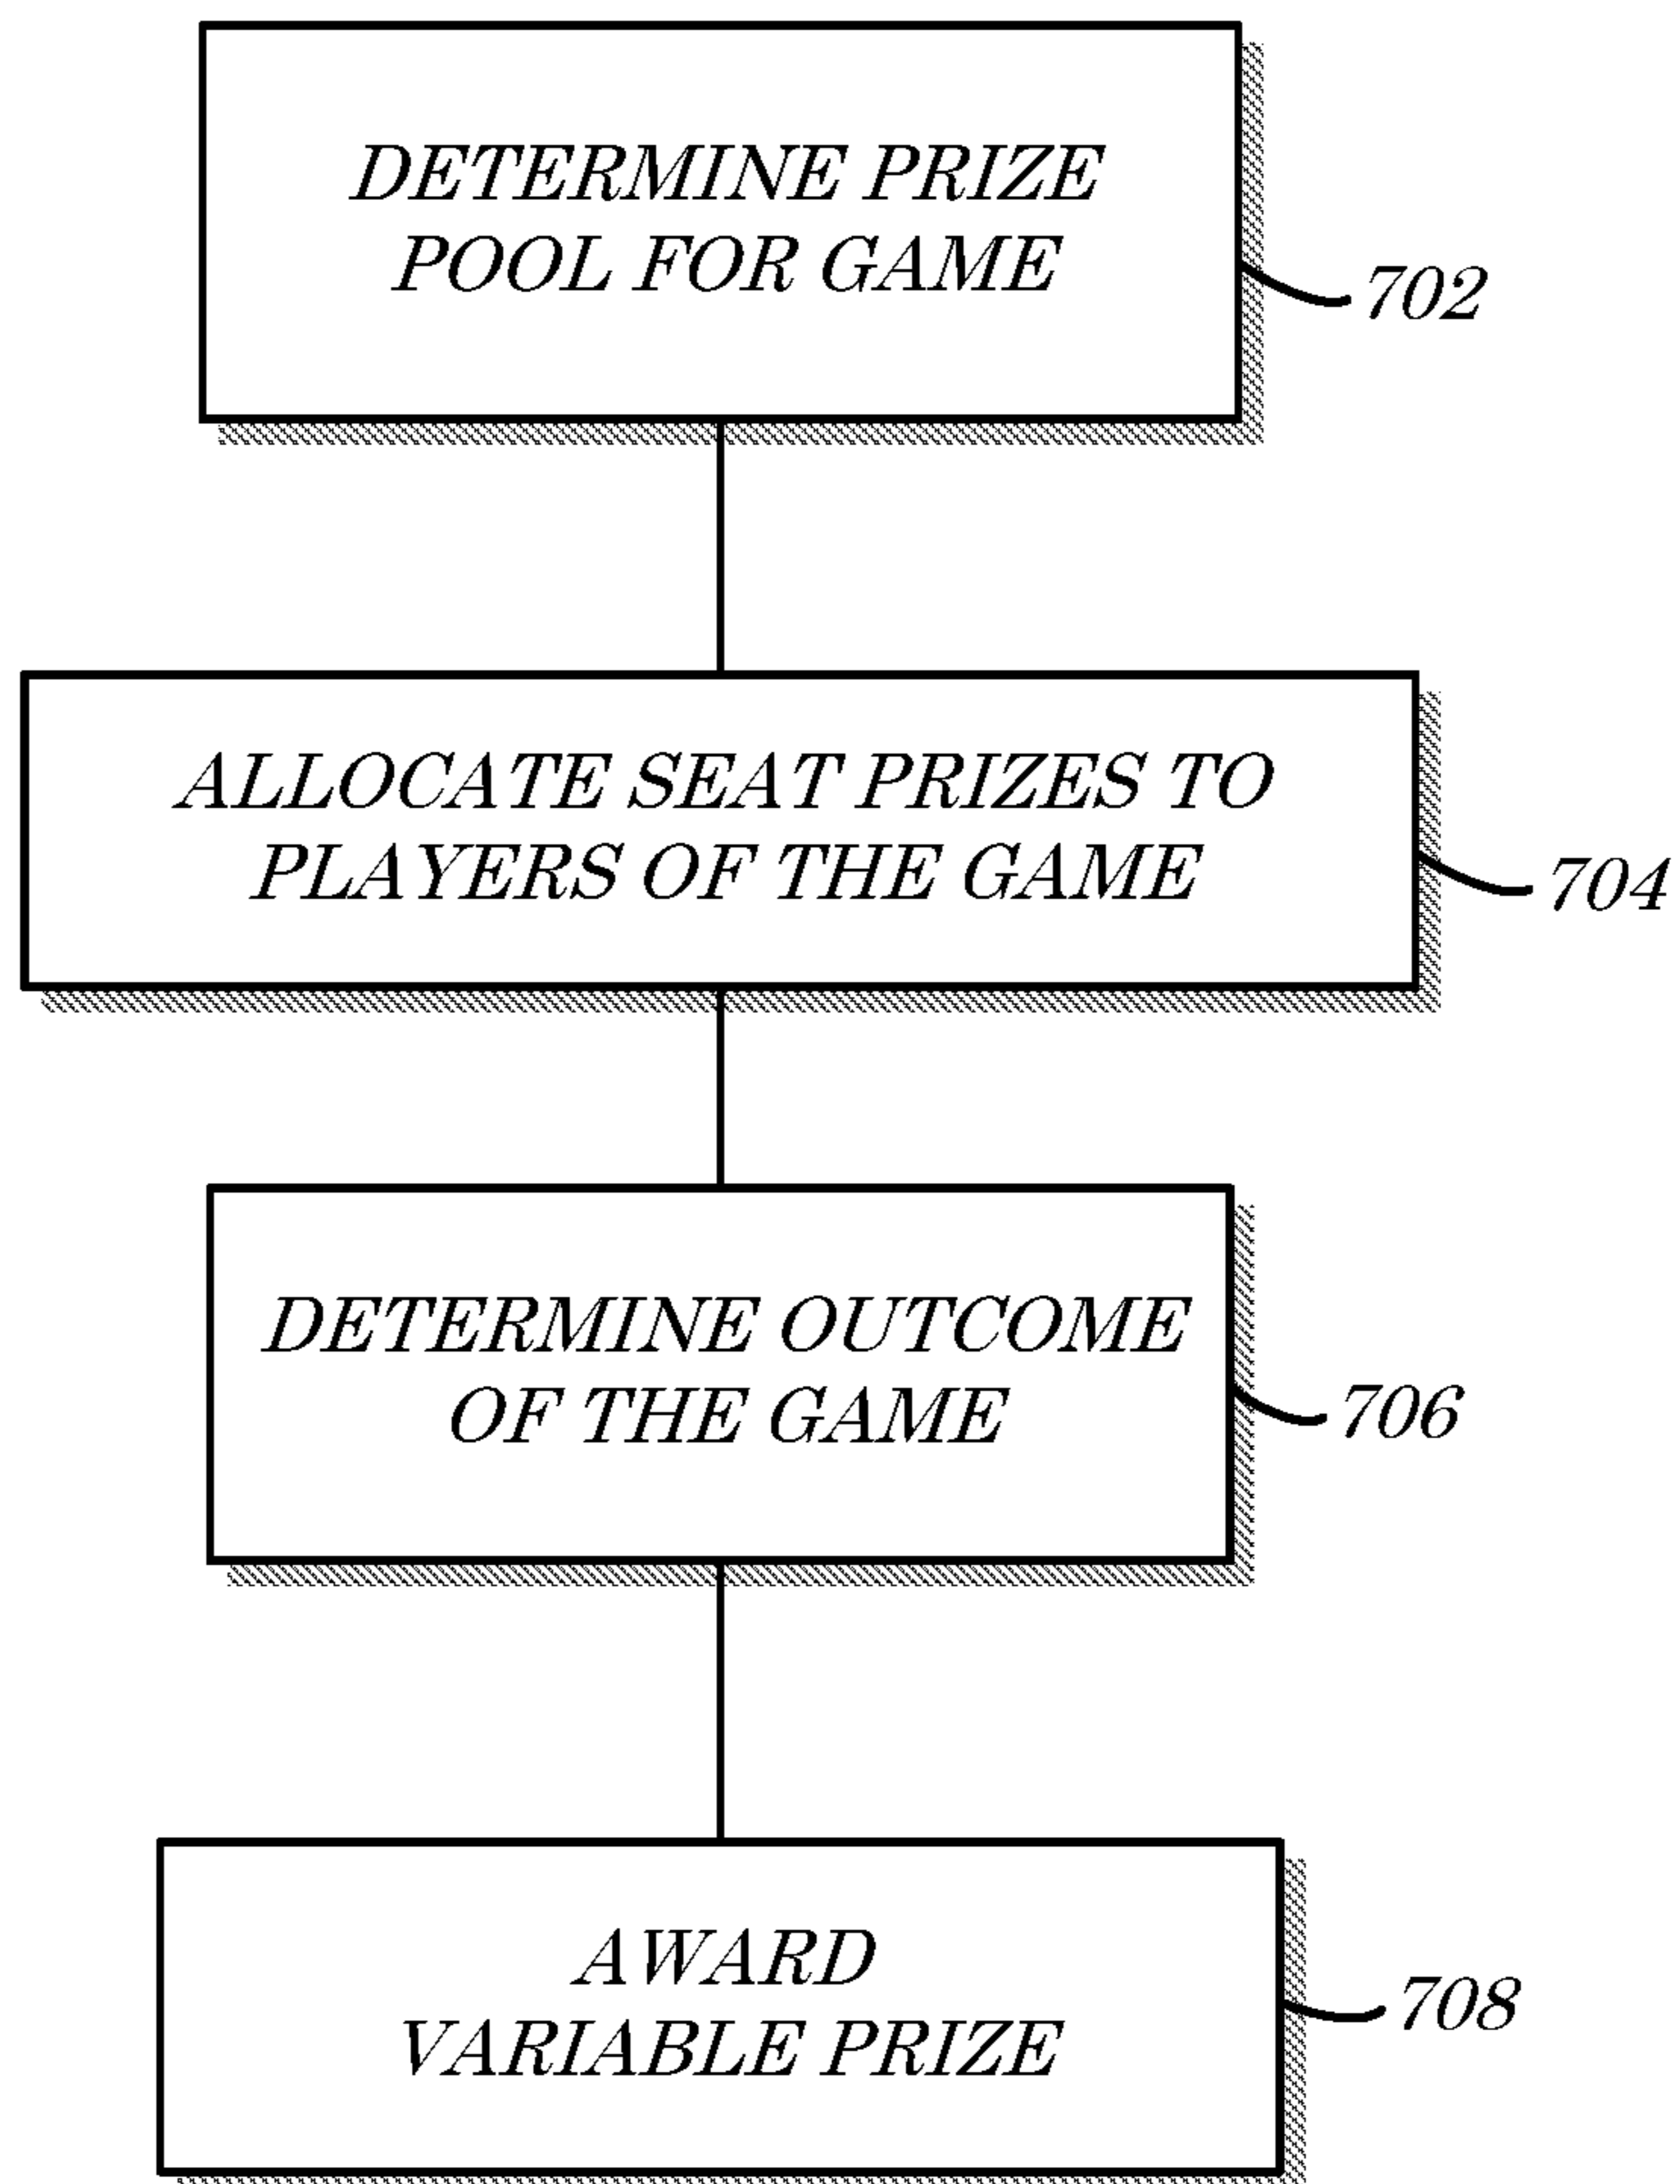 DETERMINE PRIZE
POOL FOR GAME
702
ALLOCATE SEAT PRIZES TO
PLAYERS OF THE GAME
704
DETERMINE OUTCOME
OF THE GAME
706
AWARD
VARIABLE PRIZE
708